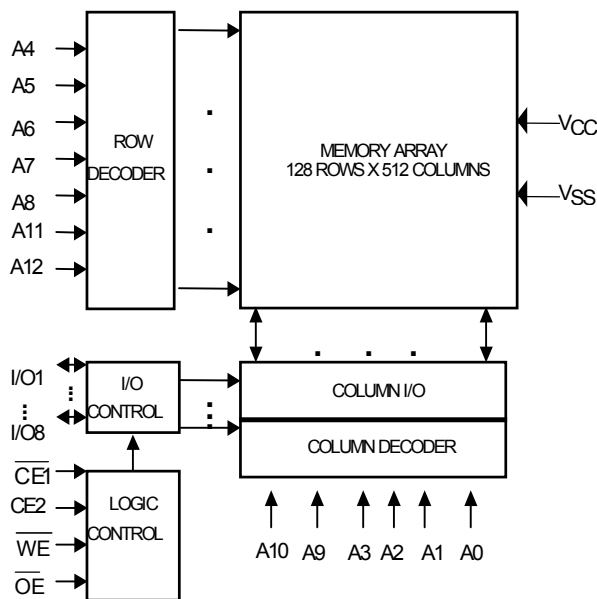 A4
A5
A6
A7
A8
A11
A12
ROW
DECODER
MEMORY ARRAY
128 ROWS X 512 COLUMNS
VCC
VSS
I/O1
I/O8
I/O
CONTROL
COLUMN I/O
COLUMN DECODER
CE1
CE2
WE
OE
LOGIC
CONTROL
A10 A9 A3 A2 A1 A0